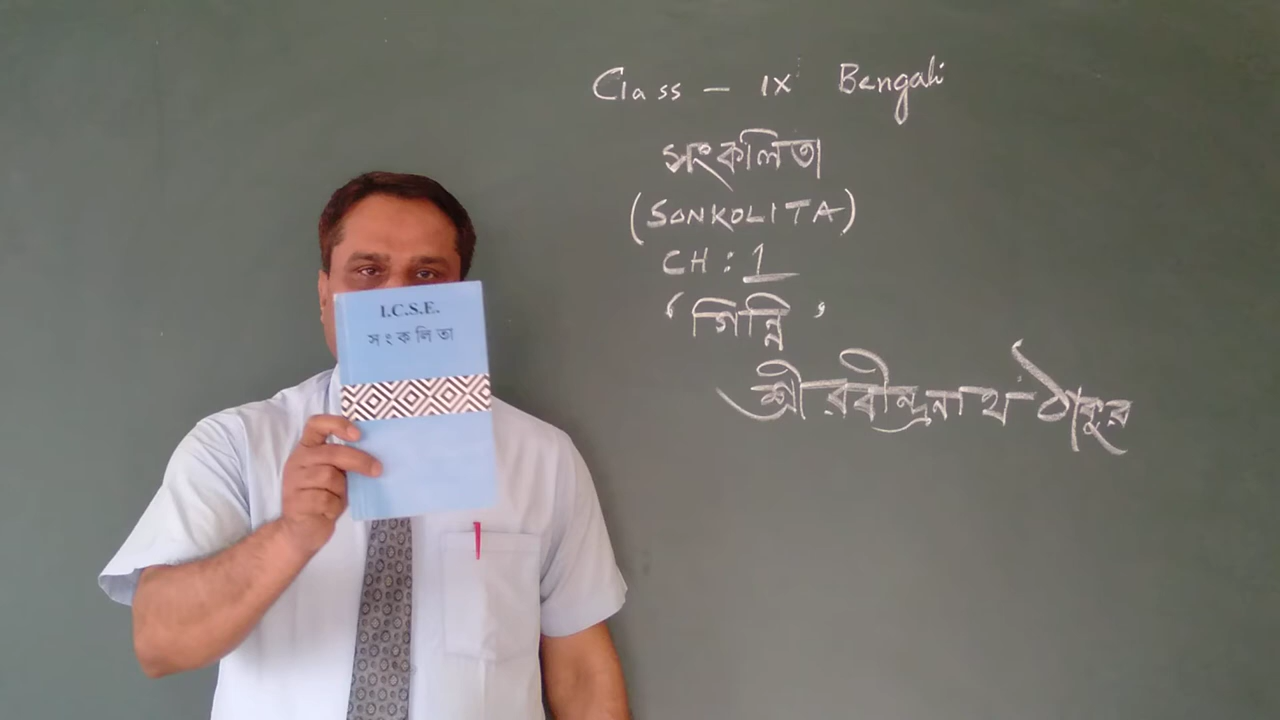 Class - IX Bengali
সংকলিতা
(SONKOLITA)
CH : 1
'গিন্নি'
শ্রী রবীন্দ্রনাথ ঠাকুর
I.C.S.E.
সংকলিতা